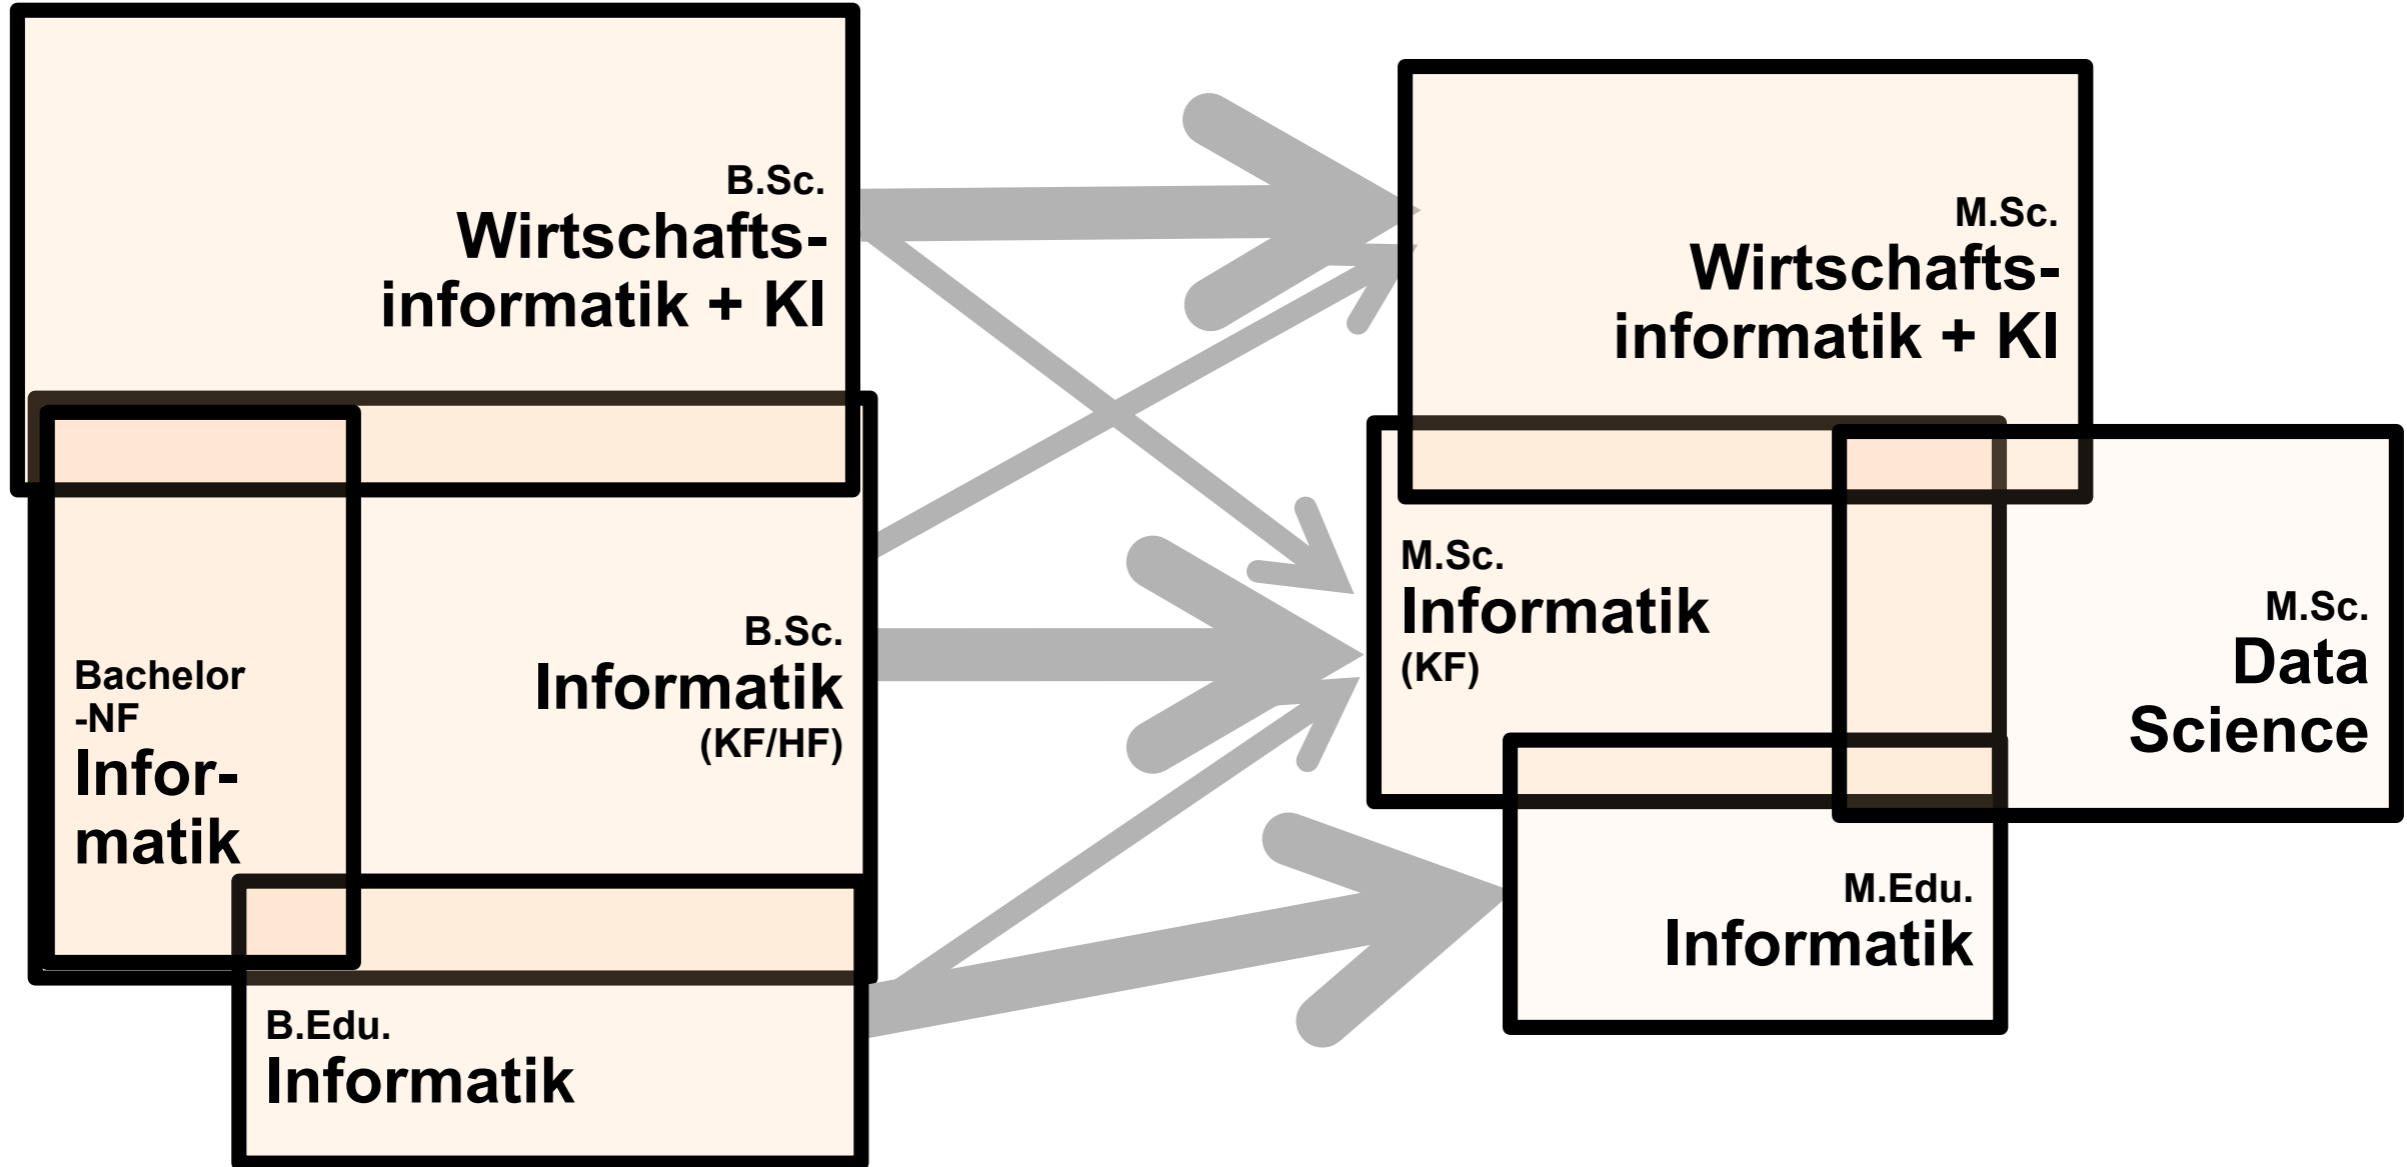 B.Sc.
Wirtschafts-
informatik + KI
Bachelor
-NF
Infor-
matik
B.Sc.
Informatik
(KF/HF)
B.Edu.
Informatik
M.Sc.
Wirtschafts-
informatik + KI
M.Sc.
Informatik
(KF)
M.Sc.
Data
Science
M.Edu.
Informatik